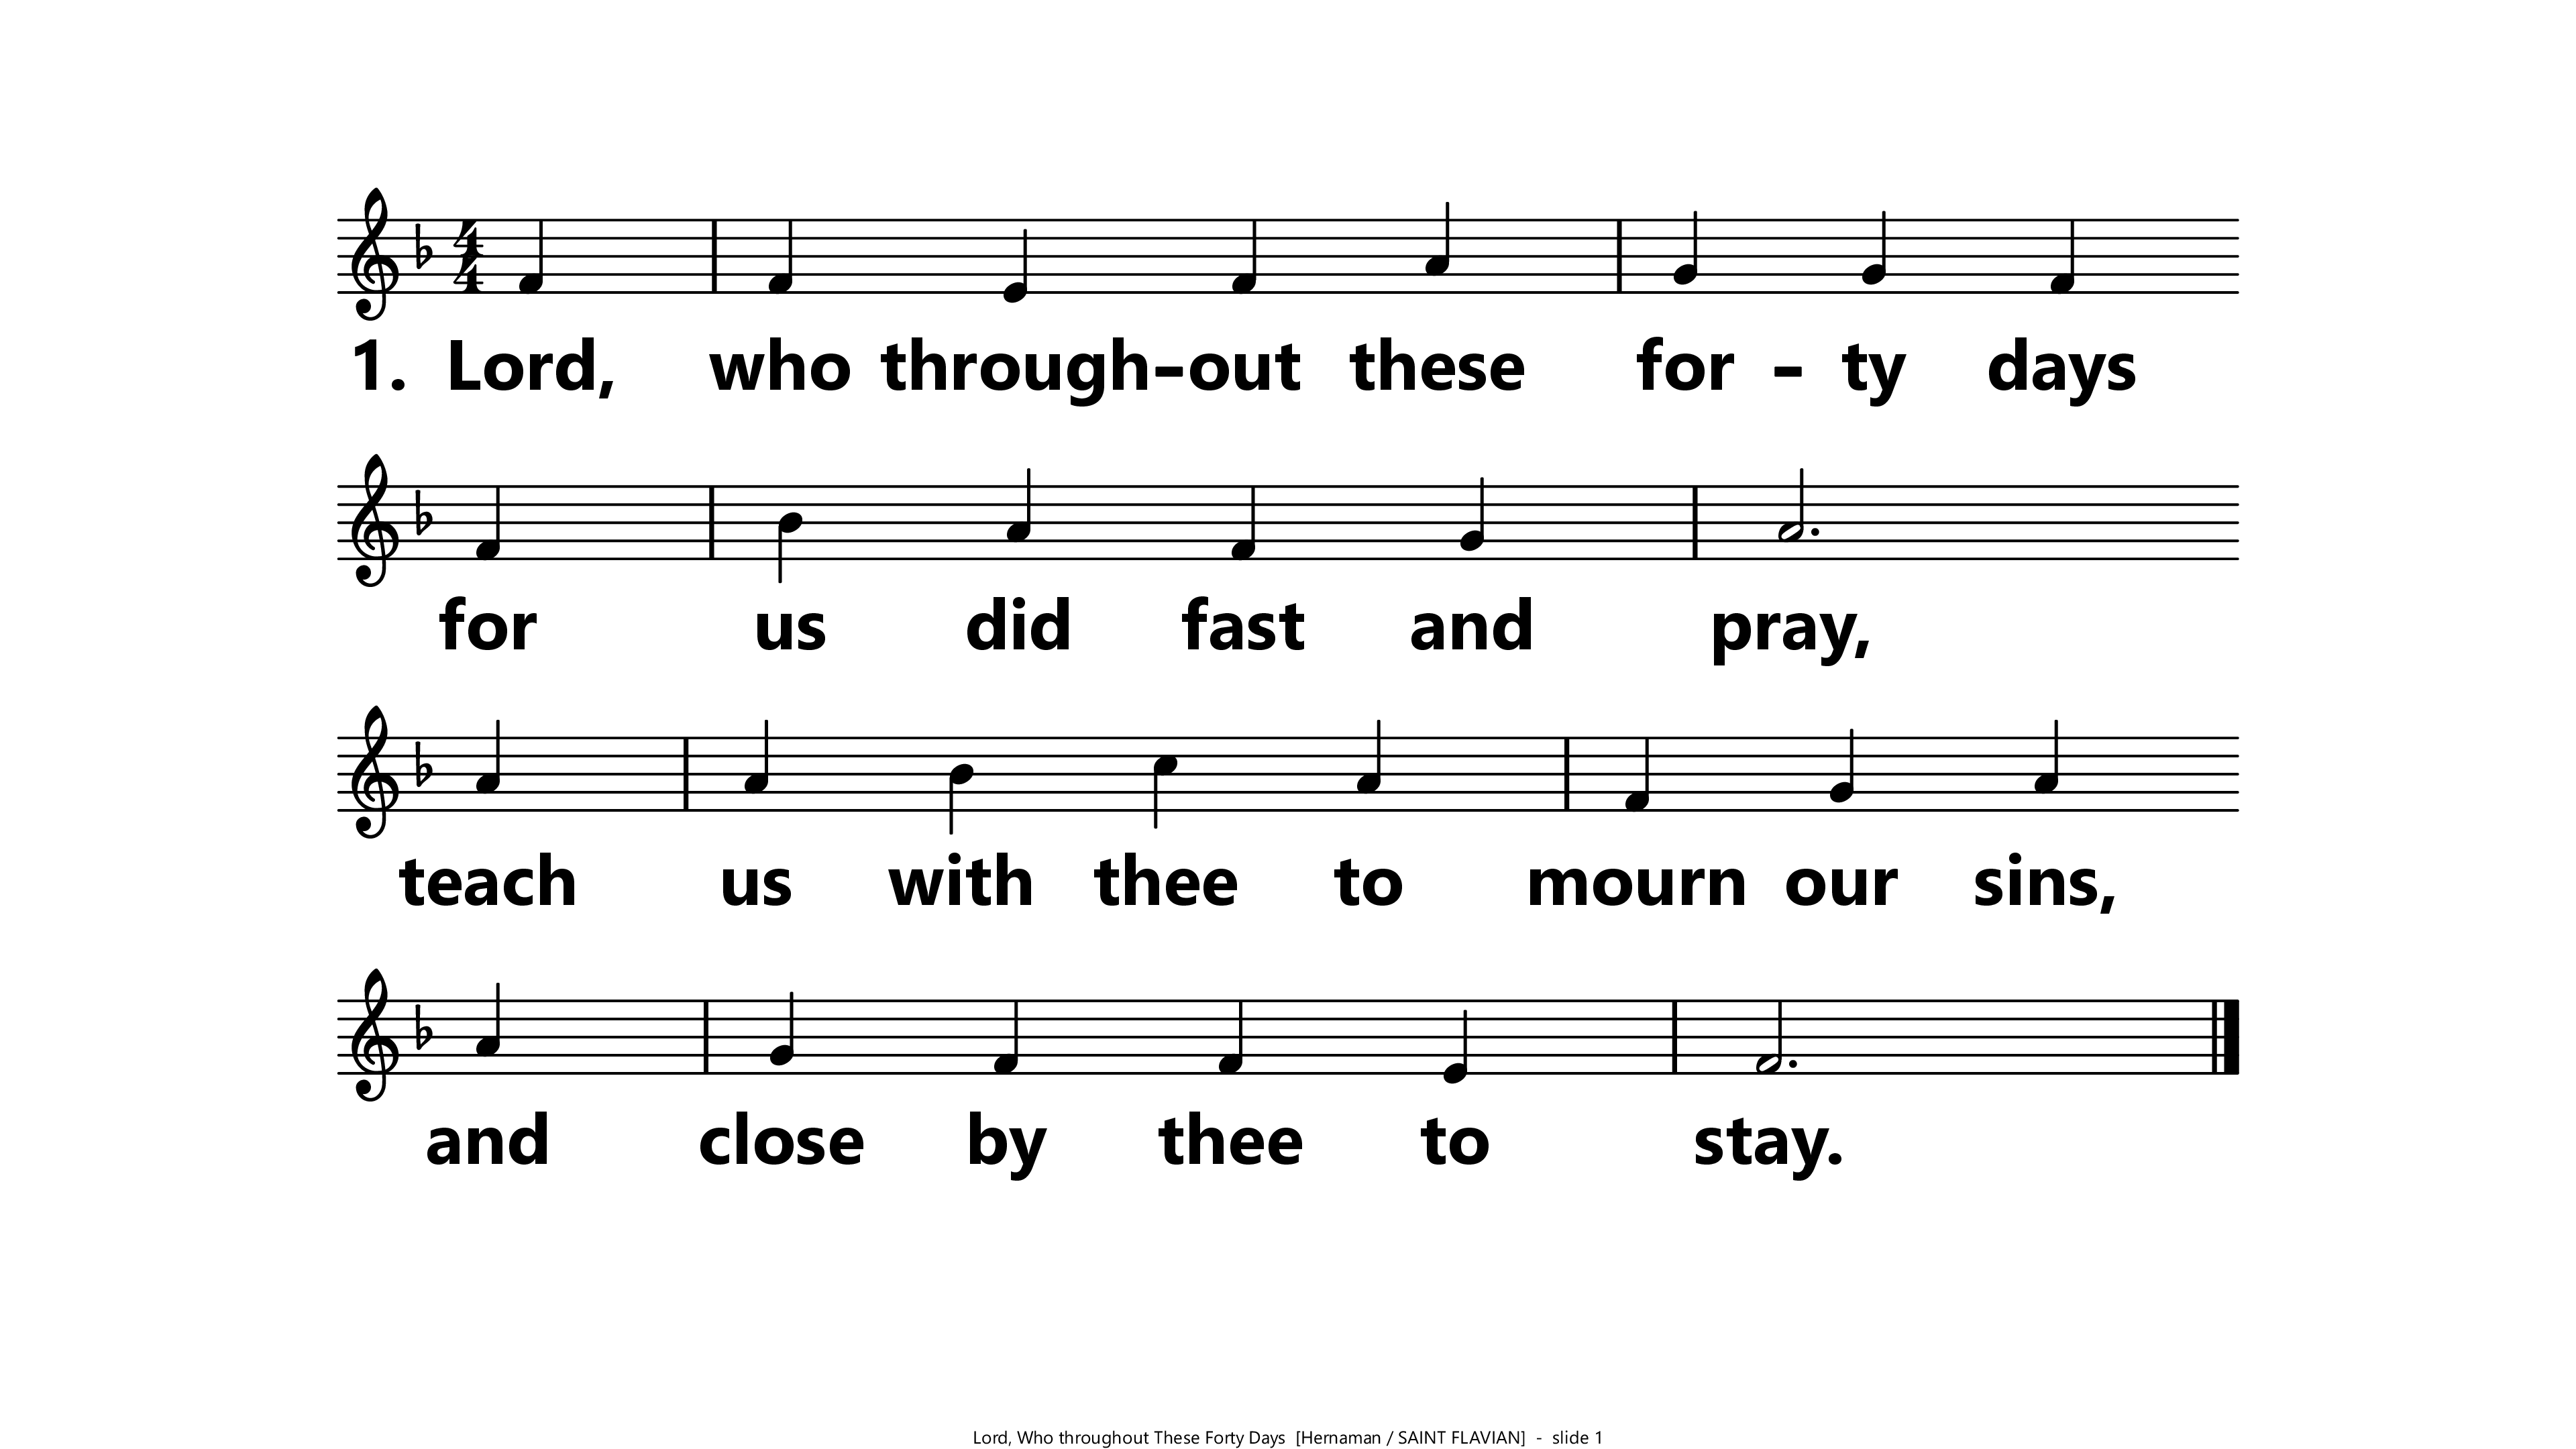 1. Lord, who through-out these for - ty days
for us did fast and pray,
teach us with thee to mourn our sins,
and close by thee to stay.
Lord, Who throughout These Forty Days [Hernaman / SAINT FLAVIAN] - slide 1